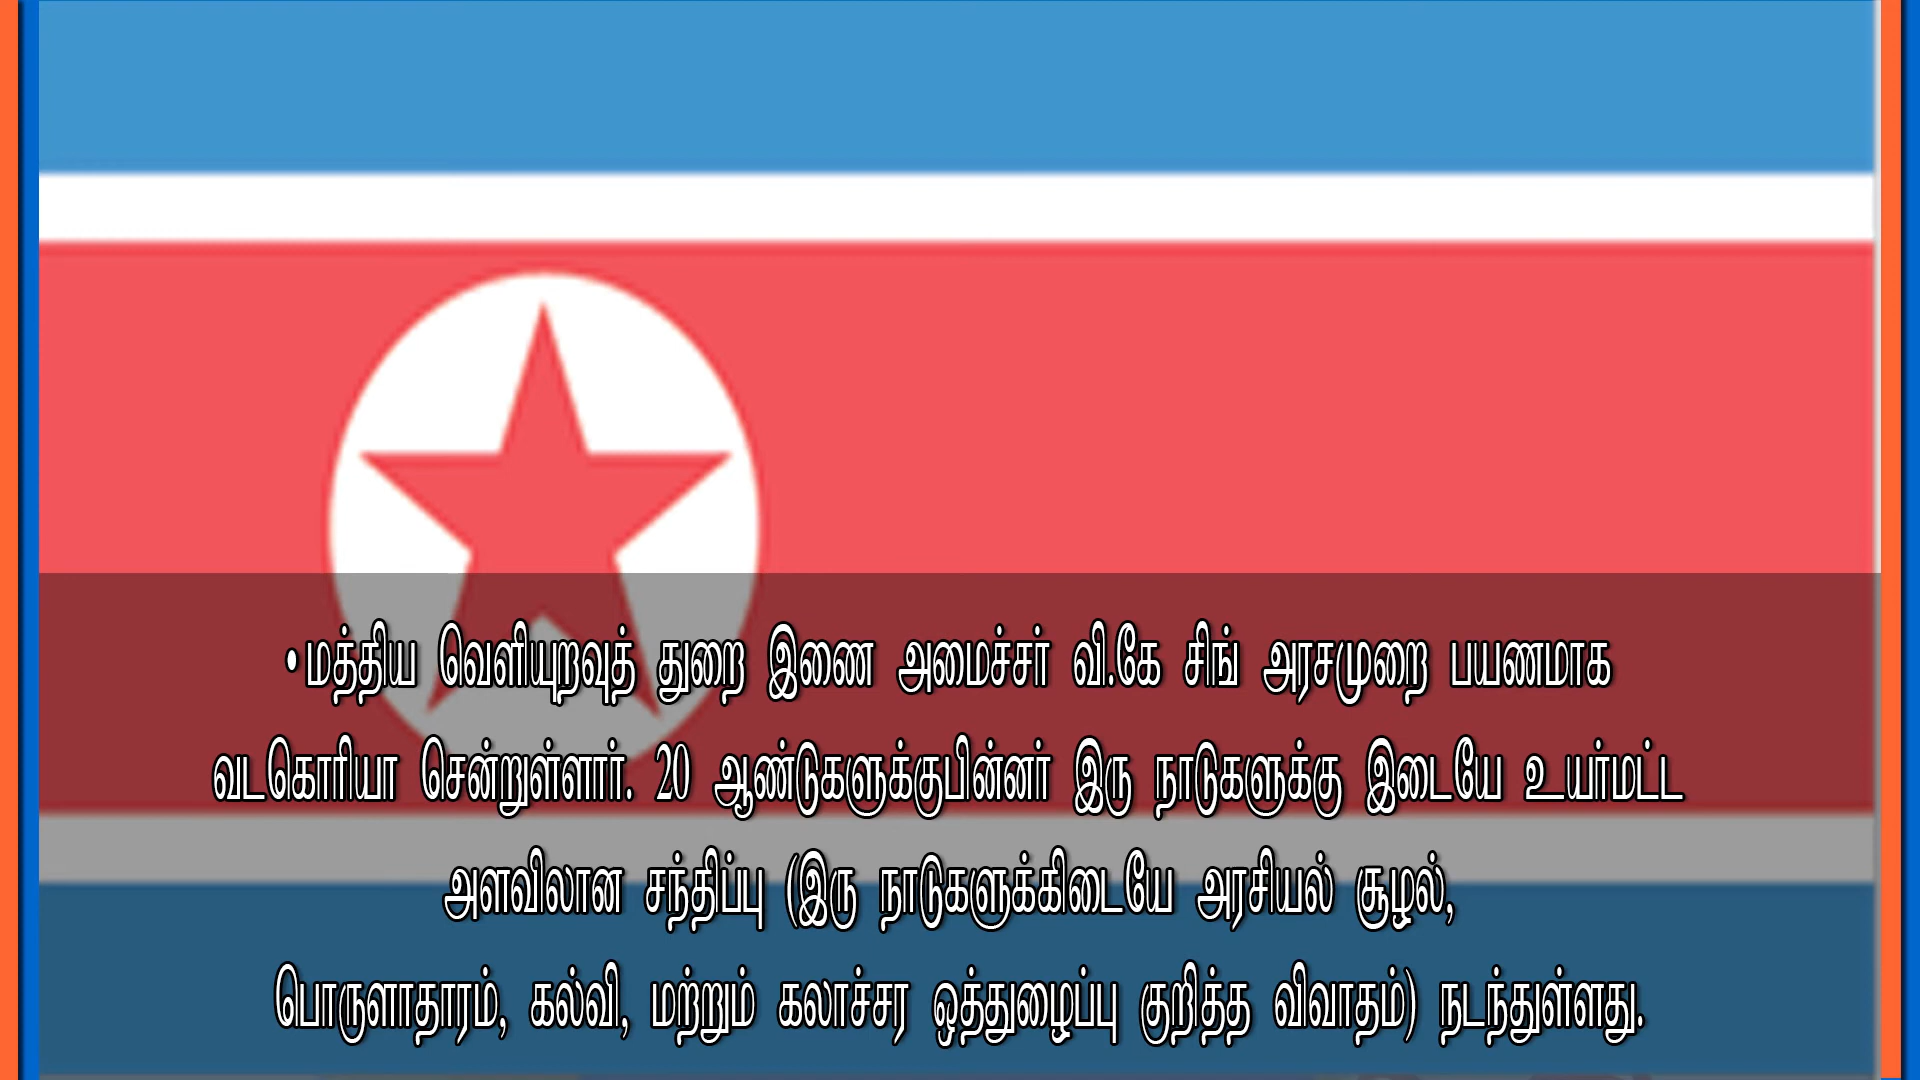 •மத்திய வெளியுறவுத் துறை இணை அமைச்சர் வி.கே சிங் அரசமுறை பயணமாக
வடகொரியா சென்றுள்ளார். 20 ஆண்டுகளுக்குபின்னர் இரு நாடுகளுக்கு இடையே உயர்மட்ட
அளவிலான சந்திப்பு (இரு நாடுகளுக்கிடையே அரசியல் சூழல்,
பொருளாதாரம், கல்வி, மற்றும் கலாச்சர ஒத்துழைப்பு குறித்த விவாதம்) நடந்துள்ளது.